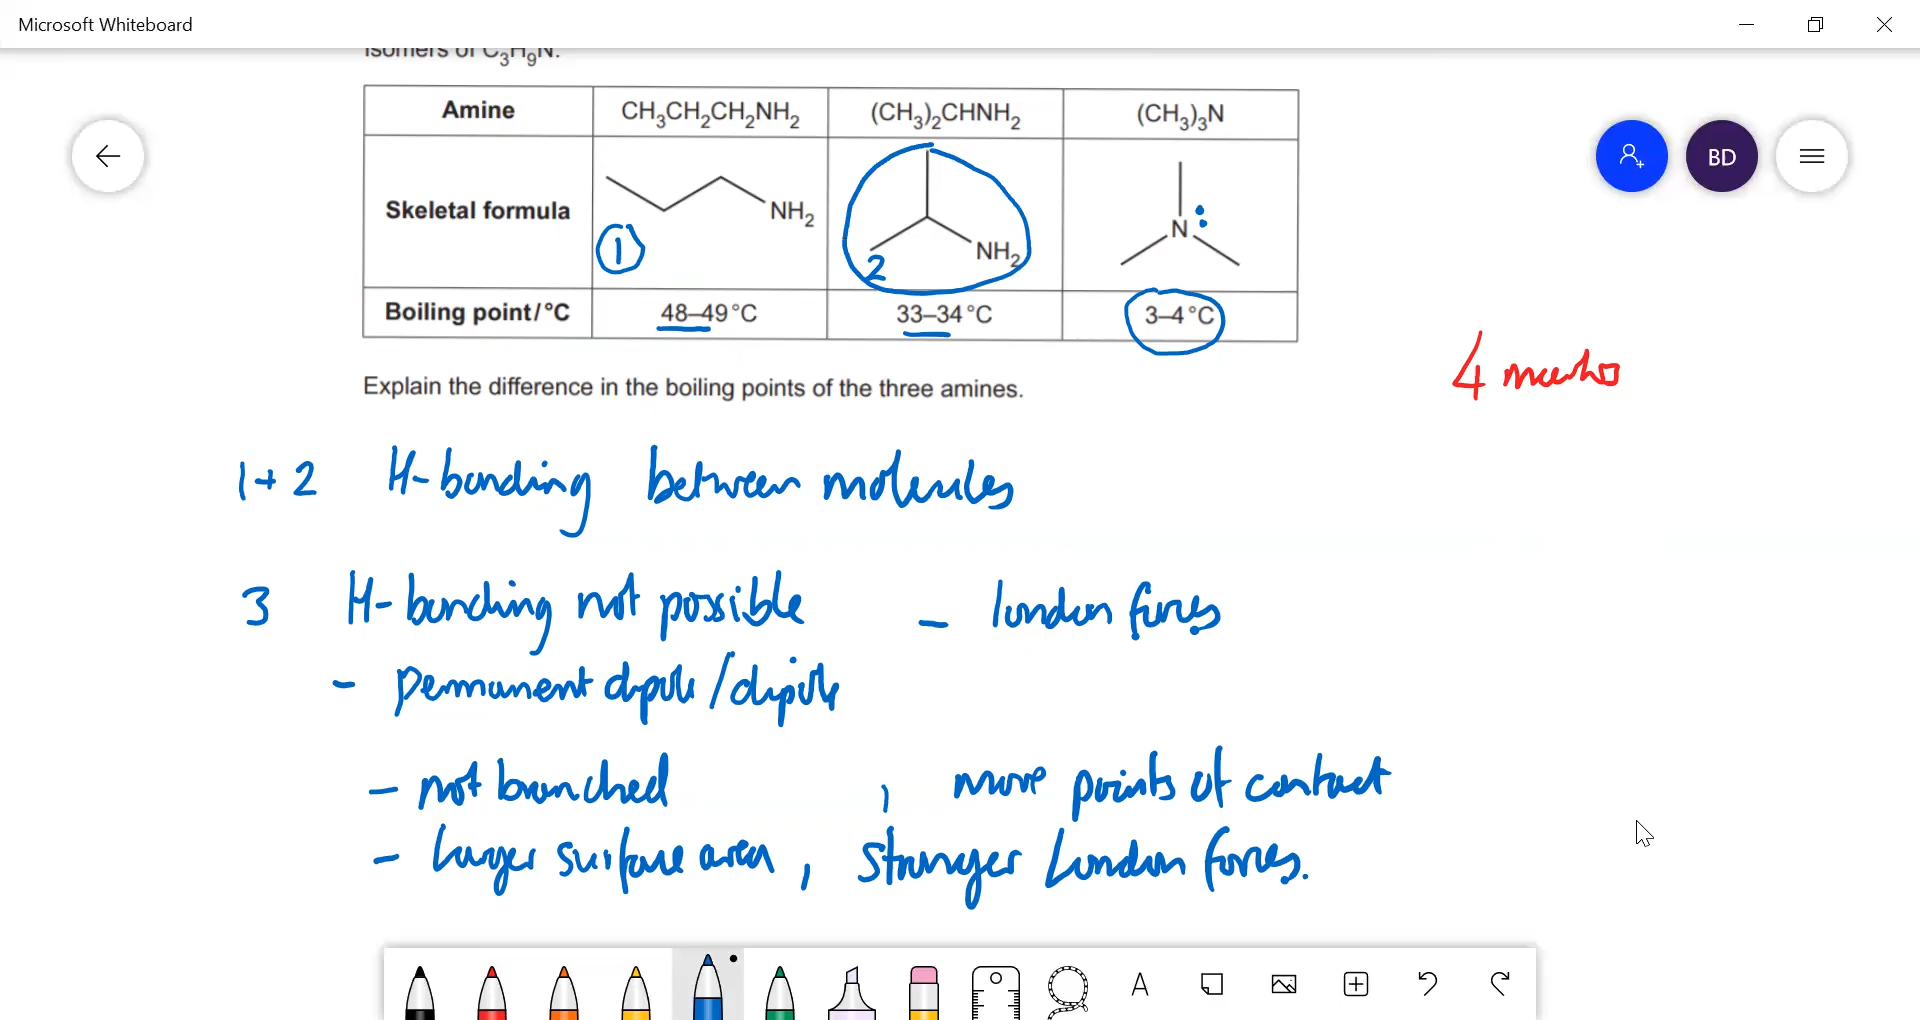 Microsoft Whiteboard
isomers of C₃H₉N.
Amine CH₃CH₂CH₂NH₂ (CH₃)₂CHNH₂ (CH₃)₃N
Skeletal formula NH₂ NH₂ N
1 2
Boiling point/°C 48–49°C 33–34°C 3–4°C
BD
4 marks
Explain the difference in the boiling points of the three amines.
1+2 H-bonding between molecules
3 H-bonding not possible – london forces
- permanent dipole/dipole
- not branched , more points of contact
- larger surface area, stronger London forces.
A